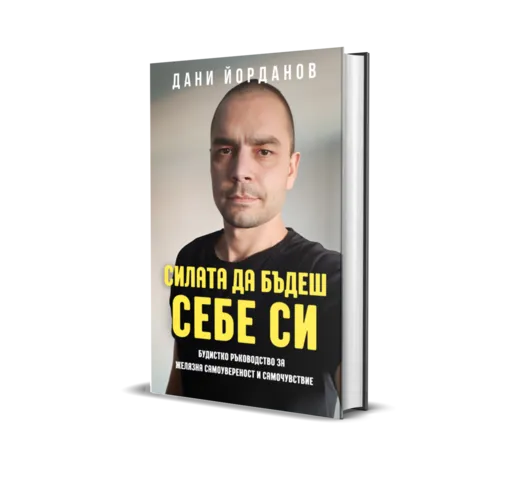 ДАНИ ЙОРДАНОВ
СИЛАТА ДА БЪДЕШ
СЕБЕ СИ
БУДИСТКО РЪКОВОДСТВО ЗА
ЖЕЛЯЗНА САМОУВЕРЕНОСТ И САМОЧУВСТВИЕ